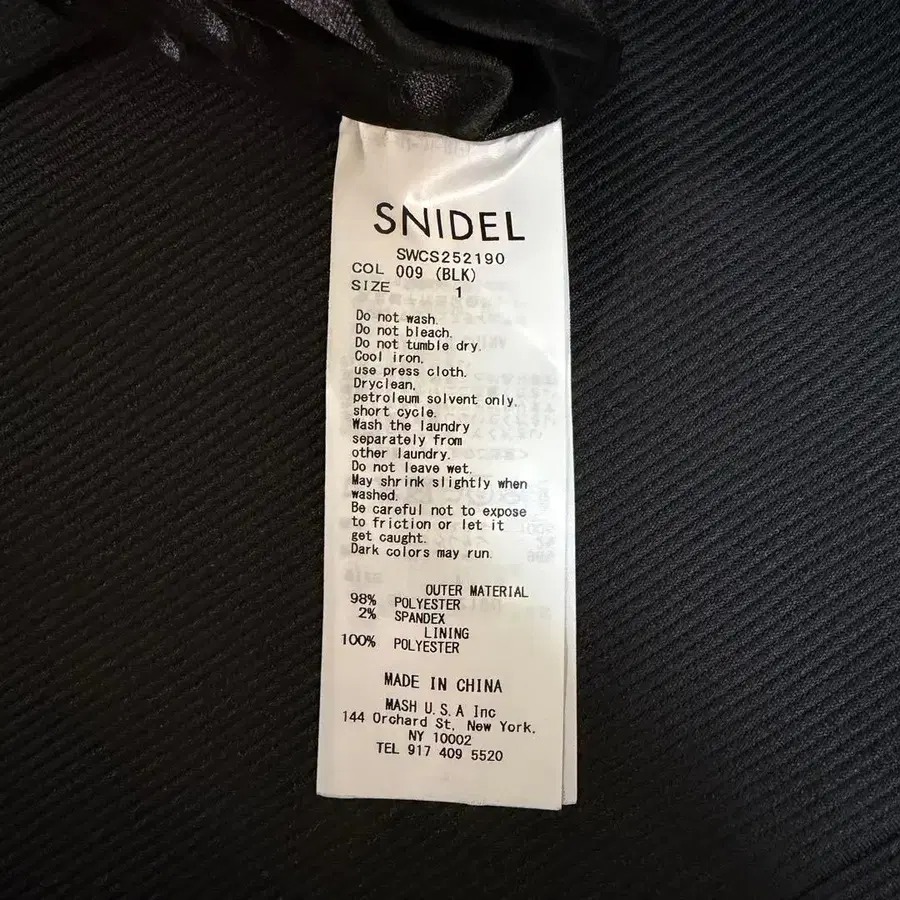 SNIDEL
SWCS252190
COL 009 (BLK)
SIZE 1
Do not wash.
Do not bleach.
Do not tumble dry.
Cool iron,
use press cloth.
Dryclean,
petroleum solvent only,
short cycle.
Wash the laundry
separately from
other laundry.
Do not leave wet.
May shrink slightly when
washed.
Be careful not to expose
to friction or let it
get caught.
Dark colors may run.
OUTER MATERIAL
98% POLYESTER
2% SPANDEX
LINING
100% POLYESTER
MADE IN CHINA
MASH U.S.A Inc
144 Orchard St, New York,
NY 10002
TEL 917 409 5520